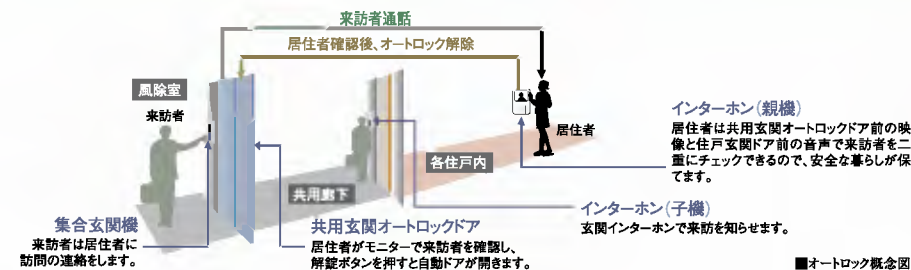 来訪者通話
居住者確認後、オートロック解除
風除室
来訪者
居住者
各住戸内
共用廊下
インターホン(親機)
居住者は共用玄関オートロックドア前の映
像と住戸玄関ドア前の音声で来訪者を二
重にチェックできるので、安全な暮らしが保
てます。
集合玄関機
来訪者は居住者に
訪問の連絡をします。
共用玄関オートロックドア
居住者がモニターで来訪者を確認し、
解錠ボタンを押すと自動ドアが開きます。
インターホン(子機)
玄関インターホンで来訪を知らせます。
■オートロック概念図